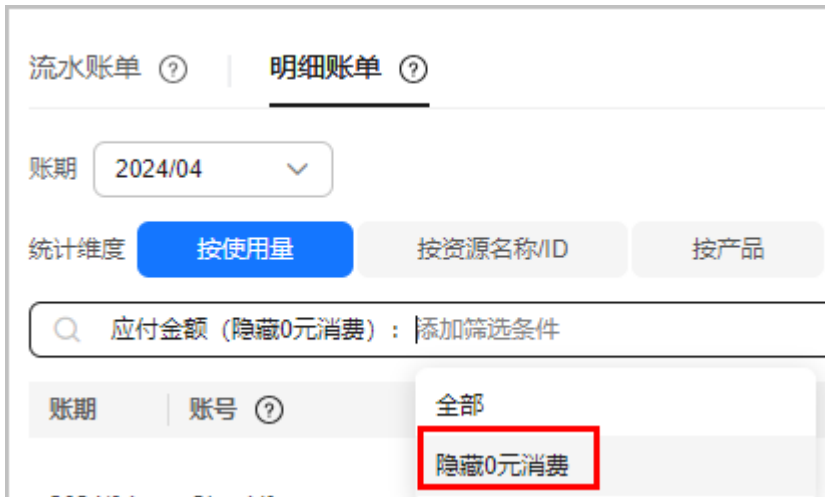 流水账单 ? 明细账单 ?
账期 2024/04
统计维度 按使用量 按资源名称/ID 按产品
应付金额（隐藏0元消费）: 添加筛选条件
账期 账号 ?
全部
隐藏0元消费